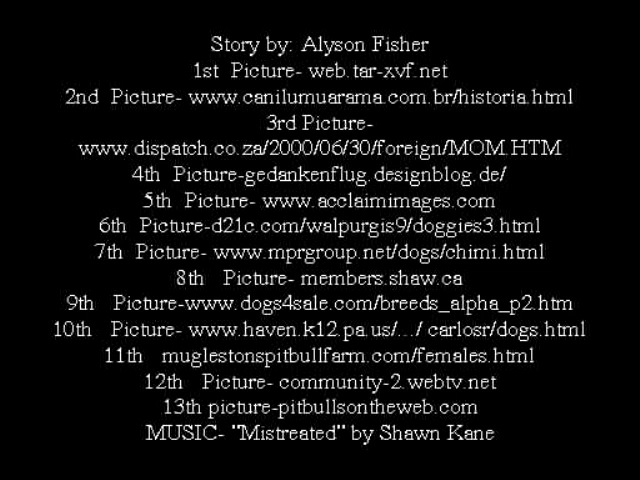 Story by: Alyson Fisher
1st Picture- web.tar-xvf.net
2nd Picture- www.canilumuarama.com.br/historia.html
3rd Picture-
www.dispatch.co.za/2000/06/30/foreign/MOM.HTM
4th Picture-gedankenflug.designblog.de/
5th Picture- www.acclaimimages.com
6th Picture-d21c.com/walpurgis9/doggies3.html
7th Picture- www.mprgroup.net/dogs/chimi.html
8th Picture- members.shaw.ca
9th Picture-www.dogs4sale.com/breeds_alpha_p2.htm
10th Picture- www.haven.k12.pa.us/.../ carlosr/dogs.html
11th muglestonspitbullfarm.com/females.html
12th Picture- community-2.webtv.net
13th picture-pitbullsontheweb.com
MUSIC- "Mistreated" by Shawn Kane